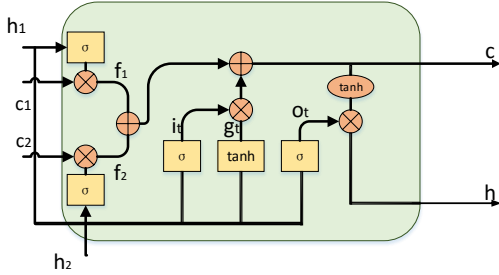 h1
σ
f1
c
tanh
c1
it
gt
ot
c2
σ
tanh
σ
σ
f2
h
h2